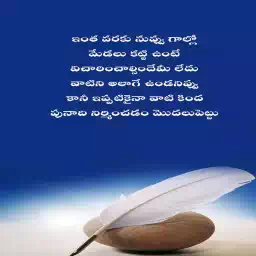 ఇంత వరకు నువ్వు గాల్లో
మేడలు కట్టి ఉంటే
విచారించాల్సిందేమీ లేదు
వాటిని అలాగే ఉండనివ్వు
కానీ ఇప్పటికైనా వాటి కింద
పునాది నిర్మించడం మొదలుపెట్టు